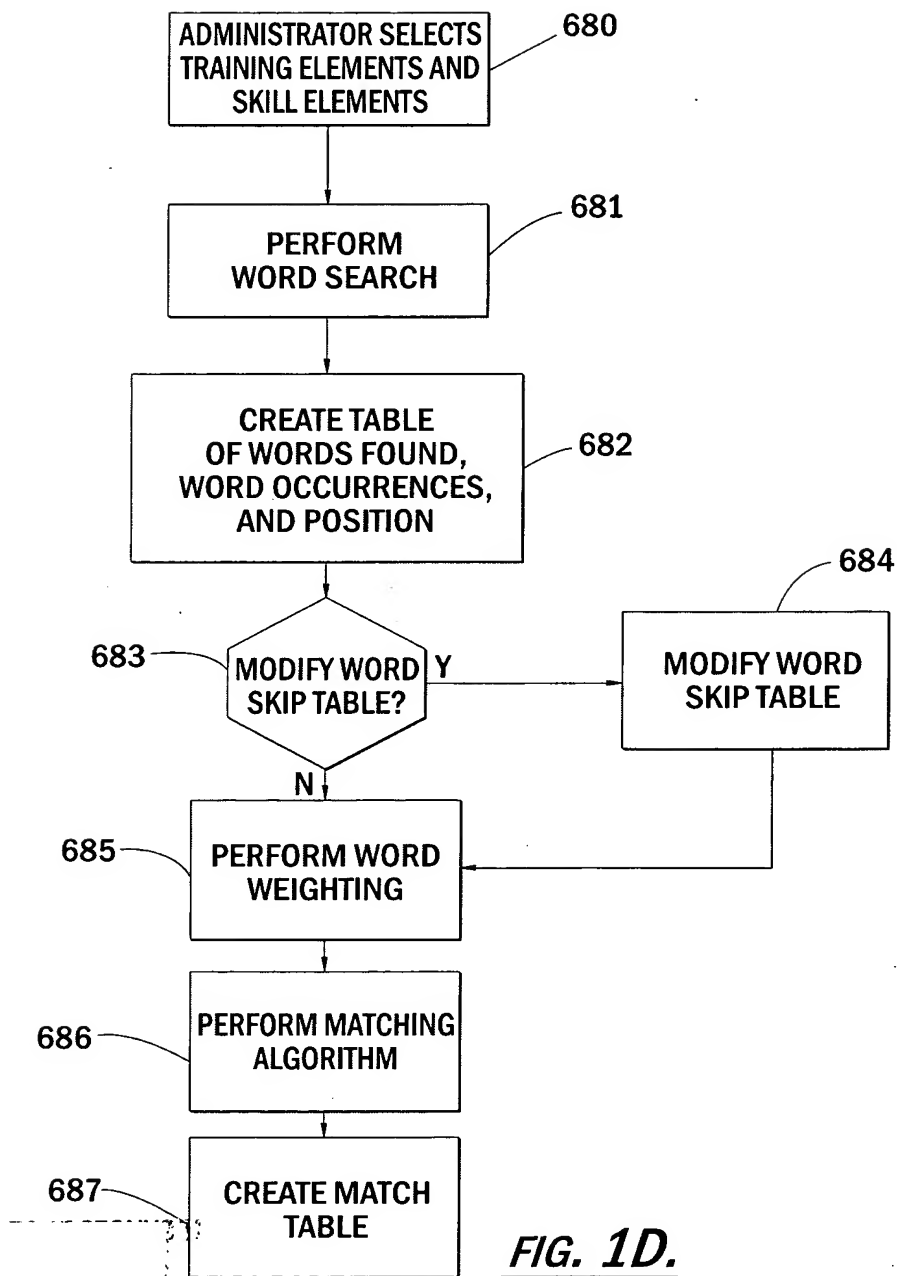 ADMINISTRATOR SELECTS
TRAINING ELEMENTS AND
SKILL ELEMENTS
680
PERFORM
WORD SEARCH
681
CREATE TABLE
OF WORDS FOUND,
WORD OCCURRENCES,
AND POSITION
682
683
MODIFY WORD
SKIP TABLE?
Y
N
684
MODIFY WORD
SKIP TABLE
685
PERFORM WORD
WEIGHTING
686
PERFORM MATCHING
ALGORITHM
687
CREATE MATCH
TABLE
FIG. 1D.